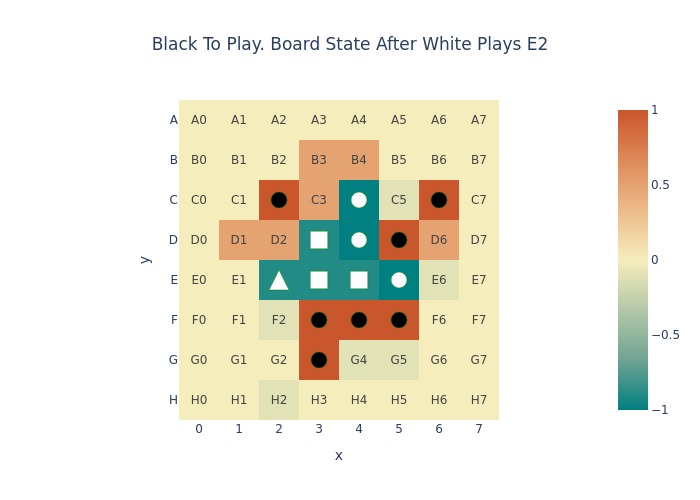 Black To Play. Board State After White Plays E2
A A0 A1 A2 A3 A4 A5 A6 A7
B B0 B1 B2 B3 B4 B5 B6 B7
C C0 C1 C3 C5 C7
D D0 D1 D2 D6 D7
E E0 E1 E6 E7
F F0 F1 F2 F6 F7
G G0 G1 G2 G4 G5 G6 G7
H H0 H1 H2 H3 H4 H5 H6 H7
0 1 2 3 4 5 6 7
x
y
1
0.5
0
−0.5
−1